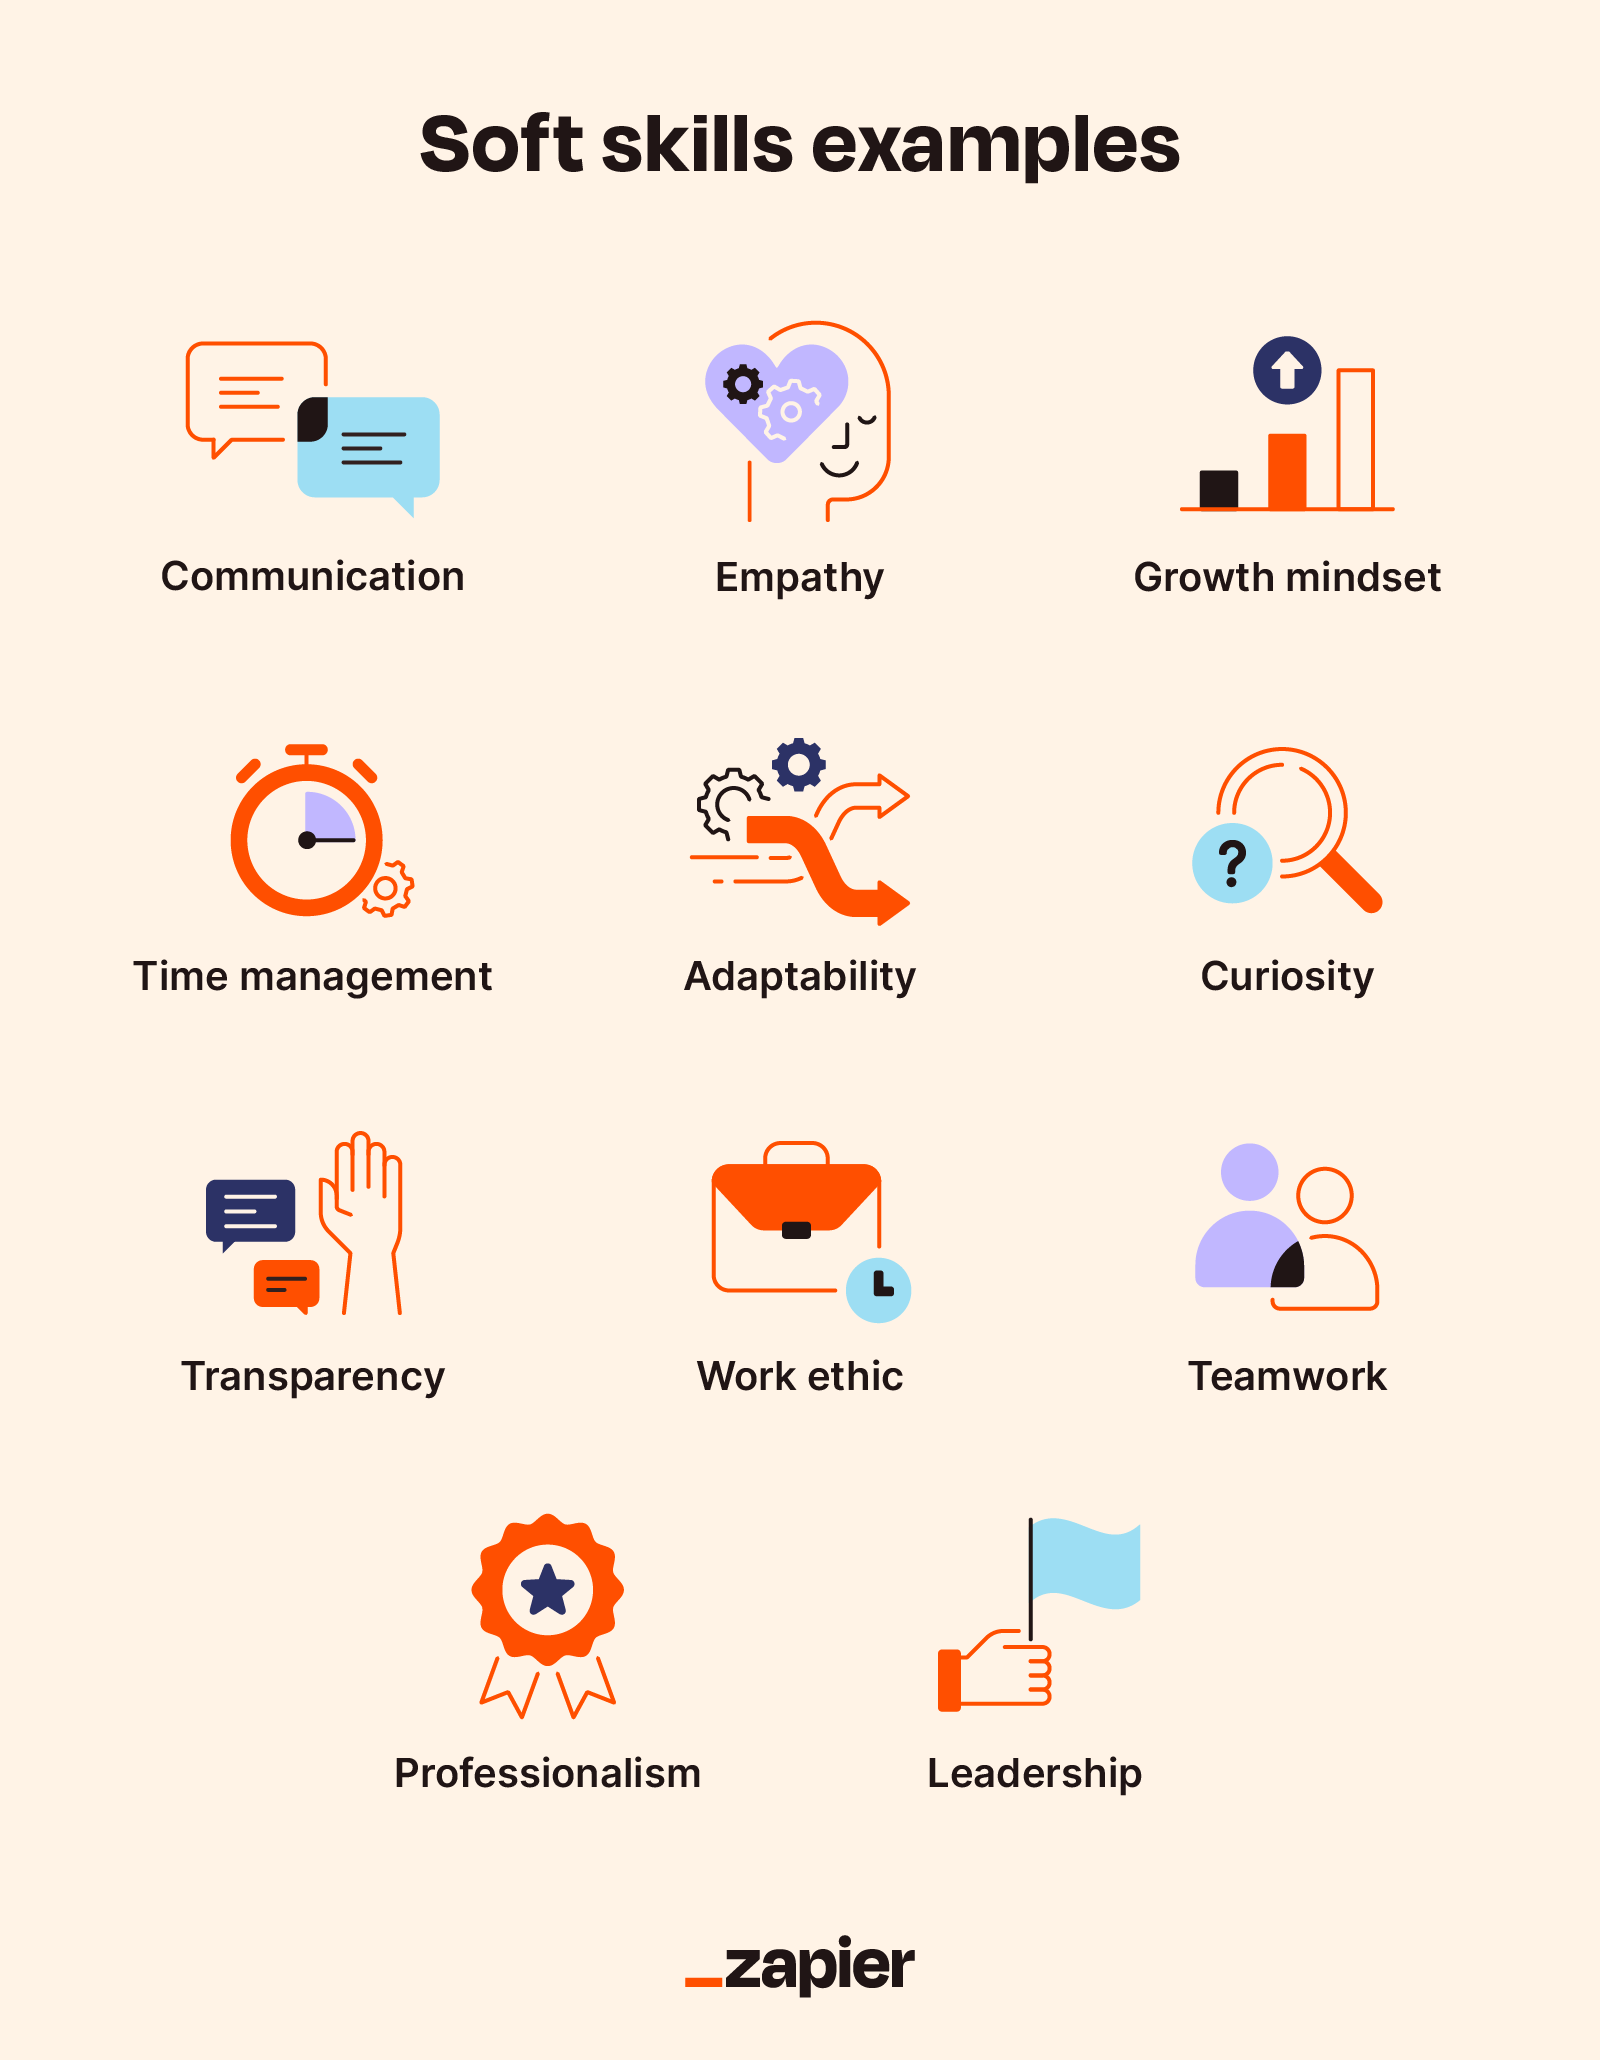 Soft skills examples
Communication
Empathy
Growth mindset
Time management
Adaptability
Curiosity
?
Transparency
Work ethic
Teamwork
Professionalism
Leadership
_zapier